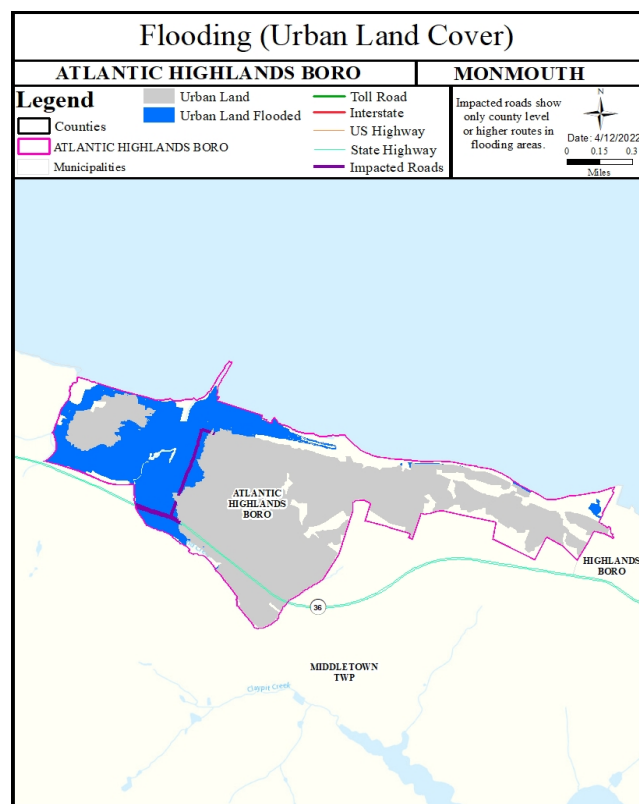 Flooding (Urban Land Cover)
ATLANTIC HIGHLANDS BORO
MONMOUTH
Legend
Counties
ATLANTIC HIGHLANDS BORO
Municipalities
Urban Land
Urban Land Flooded
Toll Road
Interstate
US Highway
State Highway
Impacted Roads
Impacted roads show
only county level
or higher routes in
flooding areas.
N
Date: 4/12/2022
0 0.15 0.3
Miles
ATLANTIC
HIGHLANDS
BORO
HIGHLANDS
BORO
36
MIDDLETOWN
TWP
Claypit Creek